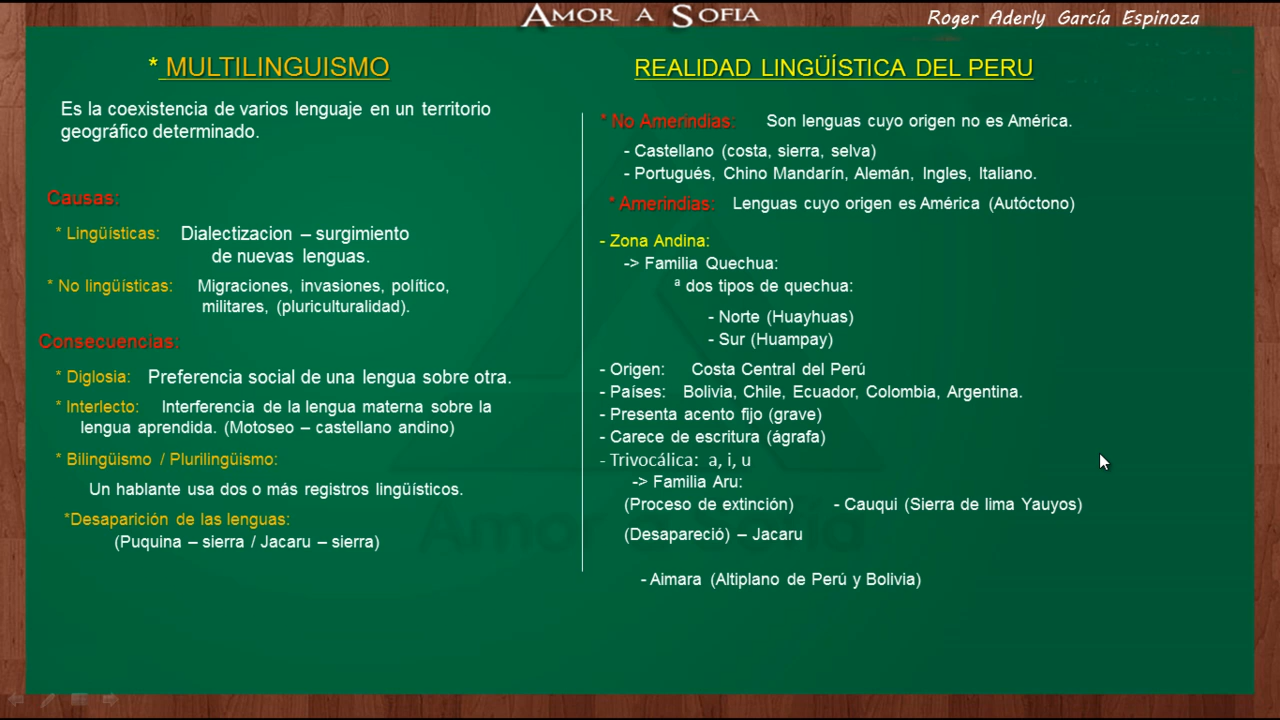 AMOR A SOFIA
Roger Aderly García Espinoza
* MULTILINGUISMO
Es la coexistencia de varios lenguaje en un territorio
geográfico determinado.
Causas:
* Lingüísticas: Dialectizacion – surgimiento
de nuevas lenguas.
* No lingüísticas: Migraciones, invasiones, político,
militares, (pluriculturalidad).
Consecuencias:
* Diglosia: Preferencia social de una lengua sobre otra.
* Interlecto: Interferencia de la lengua materna sobre la
lengua aprendida. (Motoseo – castellano andino)
* Bilingüismo / Plurilingüismo:
Un hablante usa dos o más registros lingüísticos.
*Desaparición de las lenguas:
(Puquina – sierra / Jacaru – sierra)
REALIDAD LINGÜÍSTICA DEL PERU
* No Amerindias: Son lenguas cuyo origen no es América.
- Castellano (costa, sierra, selva)
- Portugués, Chino Mandarín, Alemán, Ingles, Italiano.
* Amerindias: Lenguas cuyo origen es América (Autóctono)
- Zona Andina:
-> Familia Quechua:
ª dos tipos de quechua:
- Norte (Huayhuas)
- Sur (Huampay)
- Origen: Costa Central del Perú
- Países: Bolivia, Chile, Ecuador, Colombia, Argentina.
- Presenta acento fijo (grave)
- Carece de escritura (ágrafa)
- Trivocálica: a, i, u
-> Familia Aru:
(Proceso de extinción) - Cauqui (Sierra de lima Yauyos)
(Desapareció) – Jacaru
- Aimara (Altiplano de Perú y Bolivia)
Amor a Sofía